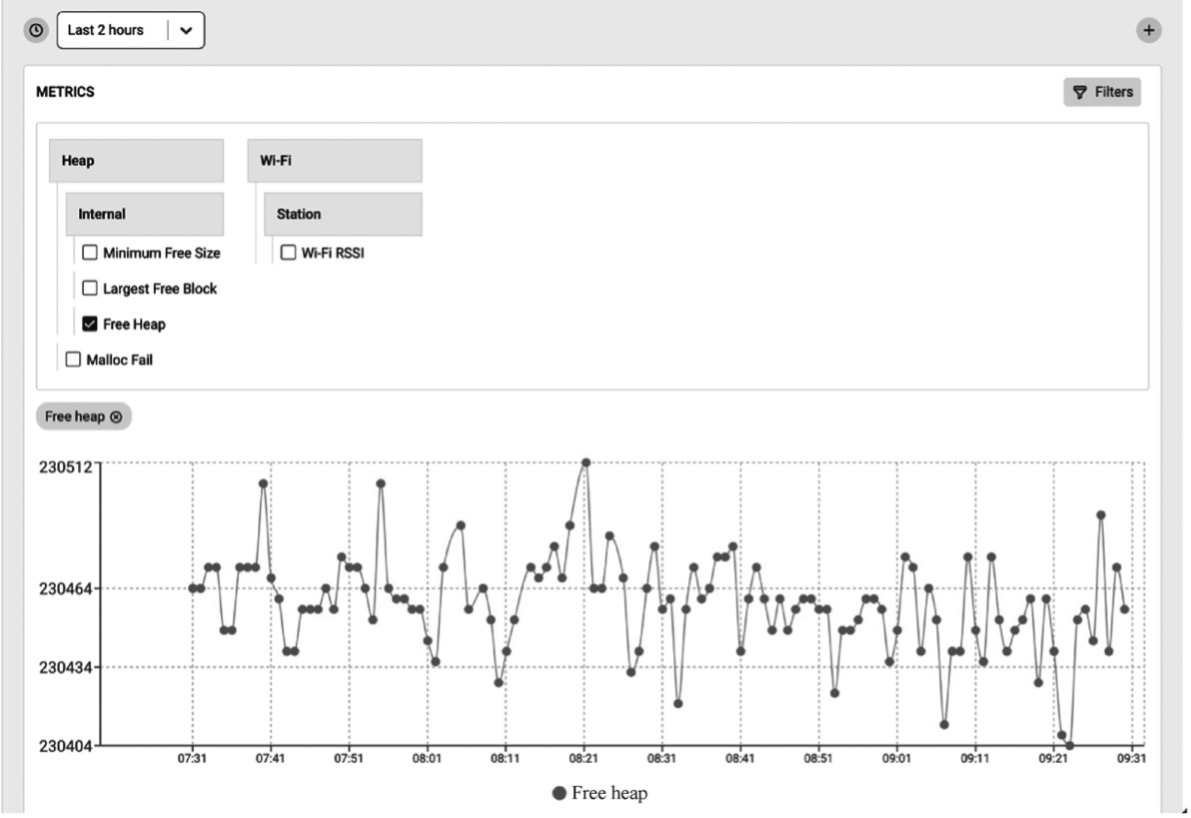 Last 2 hours
METRICS
Filters
Heap
Wi-Fi
Internal
Station
Minimum Free Size
Wi-Fi RSSI
Largest Free Block
Free Heap
Malloc Fail
Free heap
230512
230464
230434
230404
07:31 07:41 07:51 08:01 08:11 08:21 08:31 08:41 08:51 09:01 09:11 09:21 09:31
Free heap